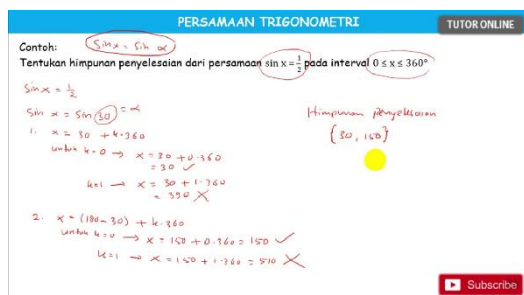 PERSAMAAN TRIGONOMETRI
TUTOR ONLINE
Contoh:
Sin x = Sin α
Tentukan himpunan penyelesaian dari persamaan sin x = 1/2 pada interval 0 ≤ x ≤ 360°
Sin x = 1/2
Sin x = Sin 30 = α
1. x = 30 + k.360
untuk k = 0 → x = 30 + 0.360
= 30 ✓
k=1 → x = 30 + 1.360
= 390 X
2. x = (180-30) + k.360
untuk k=0 → x = 150 + 0.360 = 150 ✓
k=1 → x = 150 + 1.360 = 510 X
Himpunan penyelesaian
{30, 150}
Subscribe